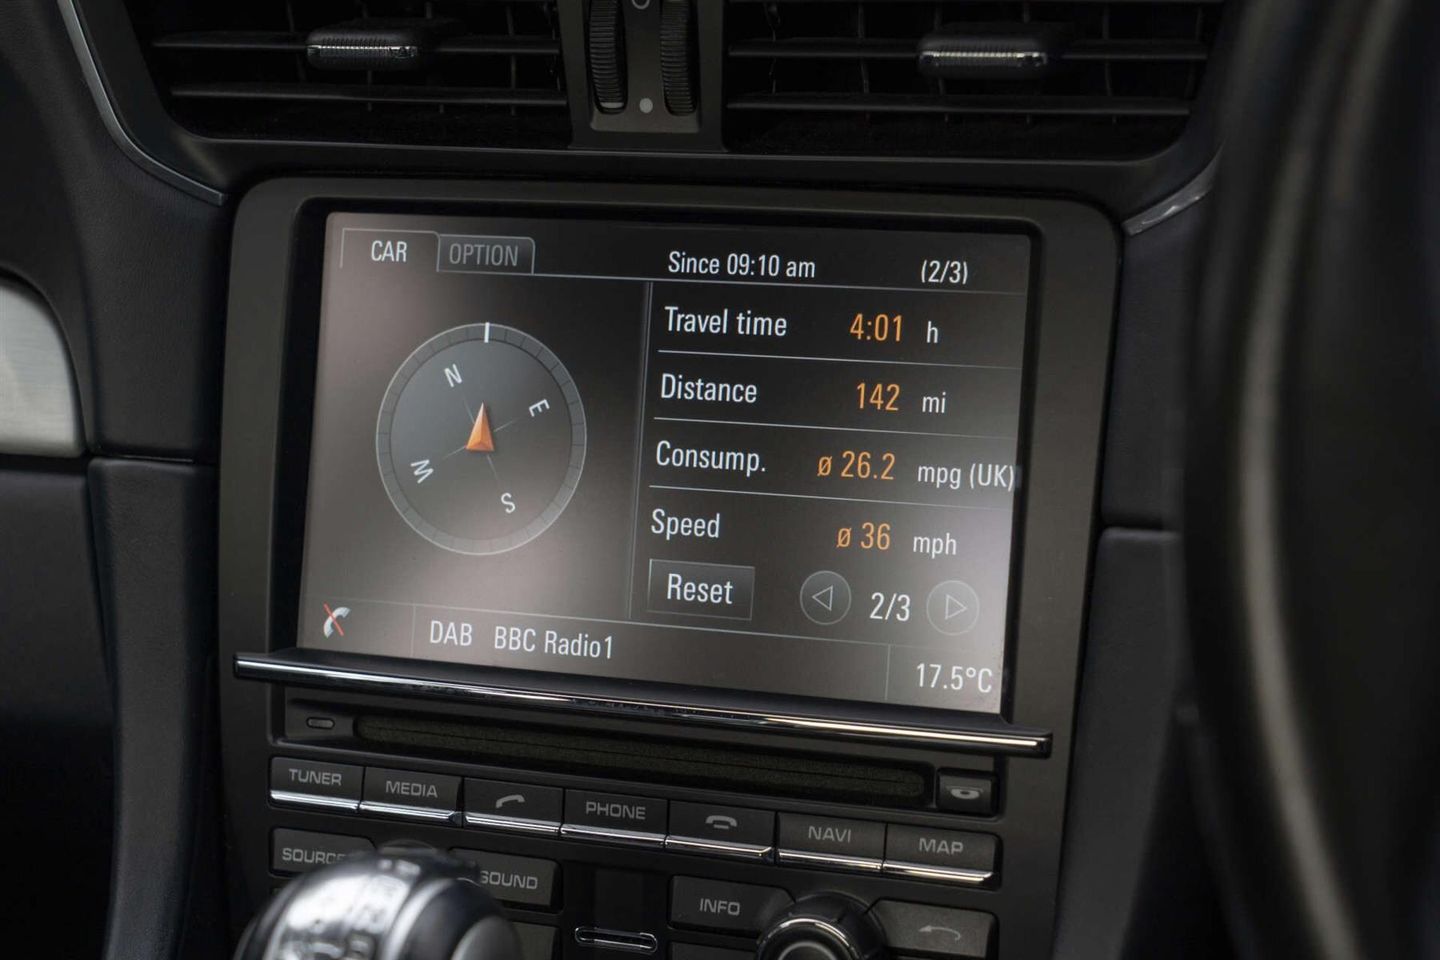 CAR OPTION Since 09:10 am (2/3)
Travel time 4:01 h
Distance 142 mi
Consump. ø 26.2 mpg (UK)
Speed ø 36 mph
Reset 2/3
N
E
W
S
DAB BBC Radio1
17.5°C
TUNER MEDIA PHONE NAVI MAP
SOURCE SOUND INFO